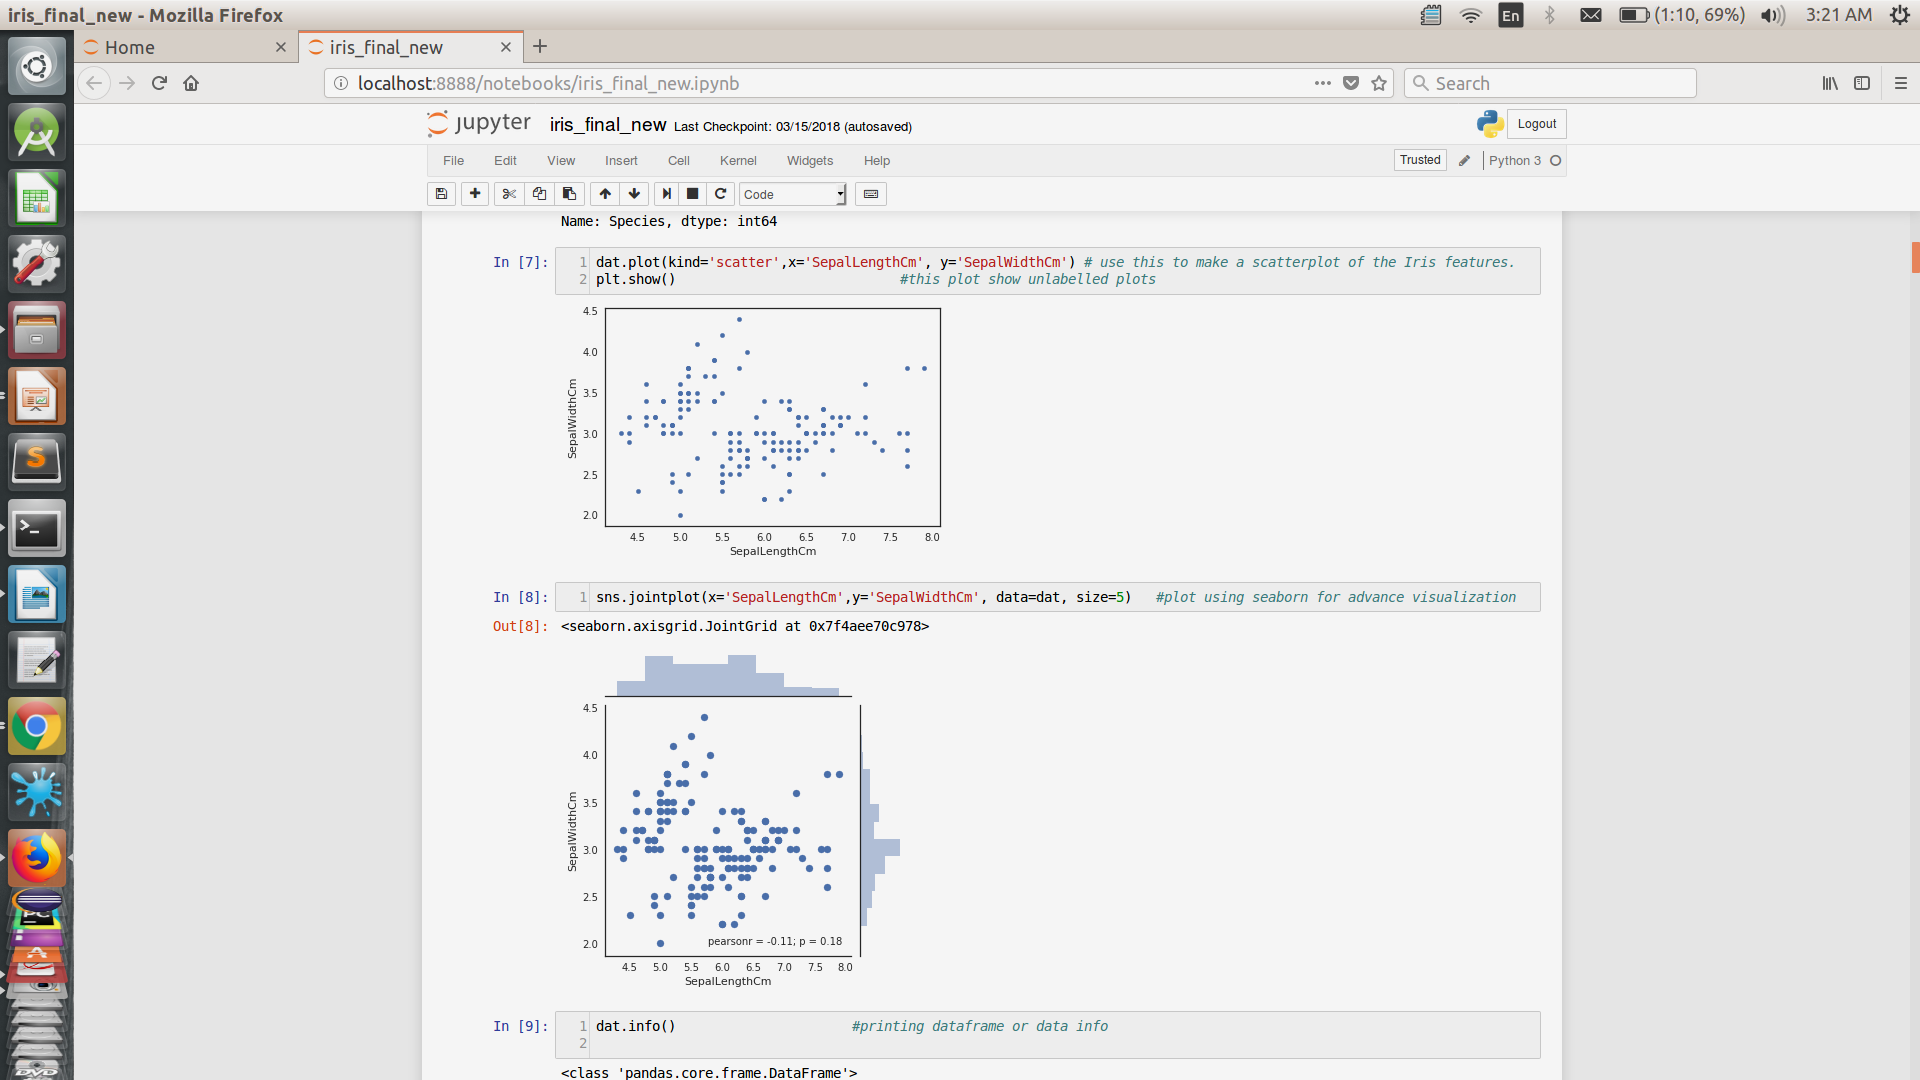 iris_final_new - Mozilla Firefox
En
(1:10, 69%)
3:21 AM
Home
iris_final_new
localhost:8888/notebooks/iris_final_new.ipynb
Search
jupyter
iris_final_new Last Checkpoint: 03/15/2018 (autosaved)
Logout
File Edit View Insert Cell Kernel Widgets Help
Trusted
Python 3
Code
Name: Species, dtype: int64
In [7]:
1 dat.plot(kind='scatter',x='SepalLengthCm', y='SepalWidthCm') # use this to make a scatterplot of the Iris features.
2 plt.show() #this plot show unlabelled plots
4.5
4.0
3.5
3.0
2.5
2.0
SepalWidthCm
4.5 5.0 5.5 6.0 6.5 7.0 7.5 8.0
SepalLengthCm
In [8]:
1 sns.jointplot(x='SepalLengthCm',y='SepalWidthCm', data=dat, size=5) #plot using seaborn for advance visualization
Out[8]: <seaborn.axisgrid.JointGrid at 0x7f4aee70c978>
4.5
4.0
3.5
3.0
2.5
2.0
SepalWidthCm
pearsonr = -0.11; p = 0.18
4.5 5.0 5.5 6.0 6.5 7.0 7.5 8.0
SepalLengthCm
In [9]:
1 dat.info() #printing dataframe or data info
2
<class 'pandas.core.frame.DataFrame'>
S
>_
PC
A
DVD